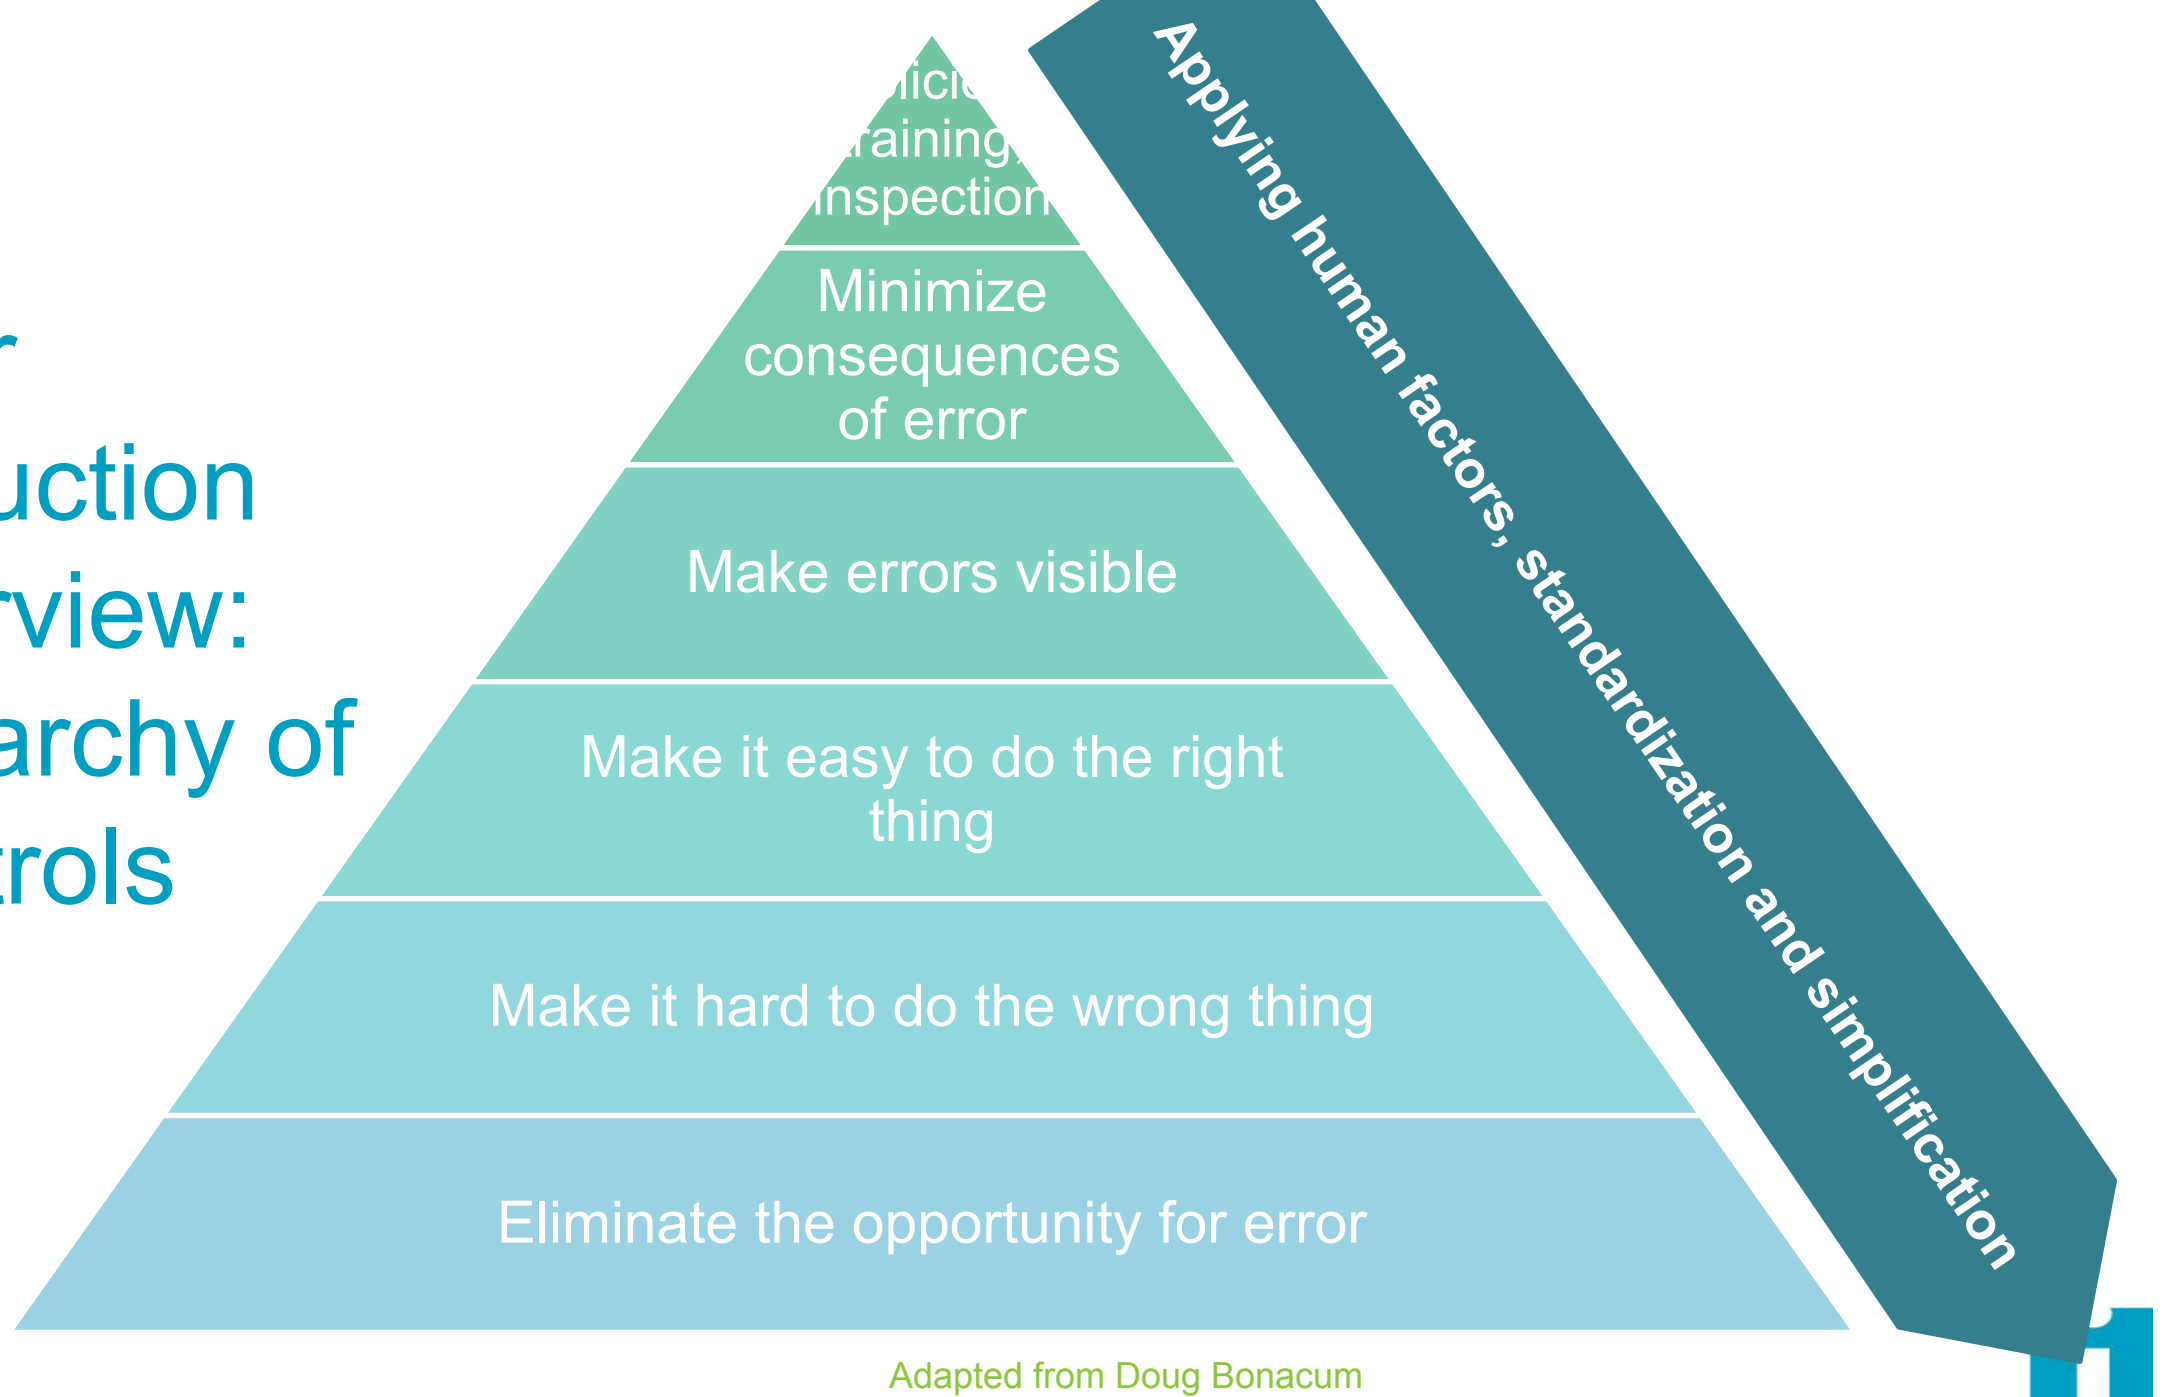 r
uction
rview:
archy of
trols
licio
raining,
inspection
Minimize
consequences
of error
Make errors visible
Make it easy to do the right
thing
Make it hard to do the wrong thing
Eliminate the opportunity for error
Applying human factors, standardization and simplification
Adapted from Doug Bonacum